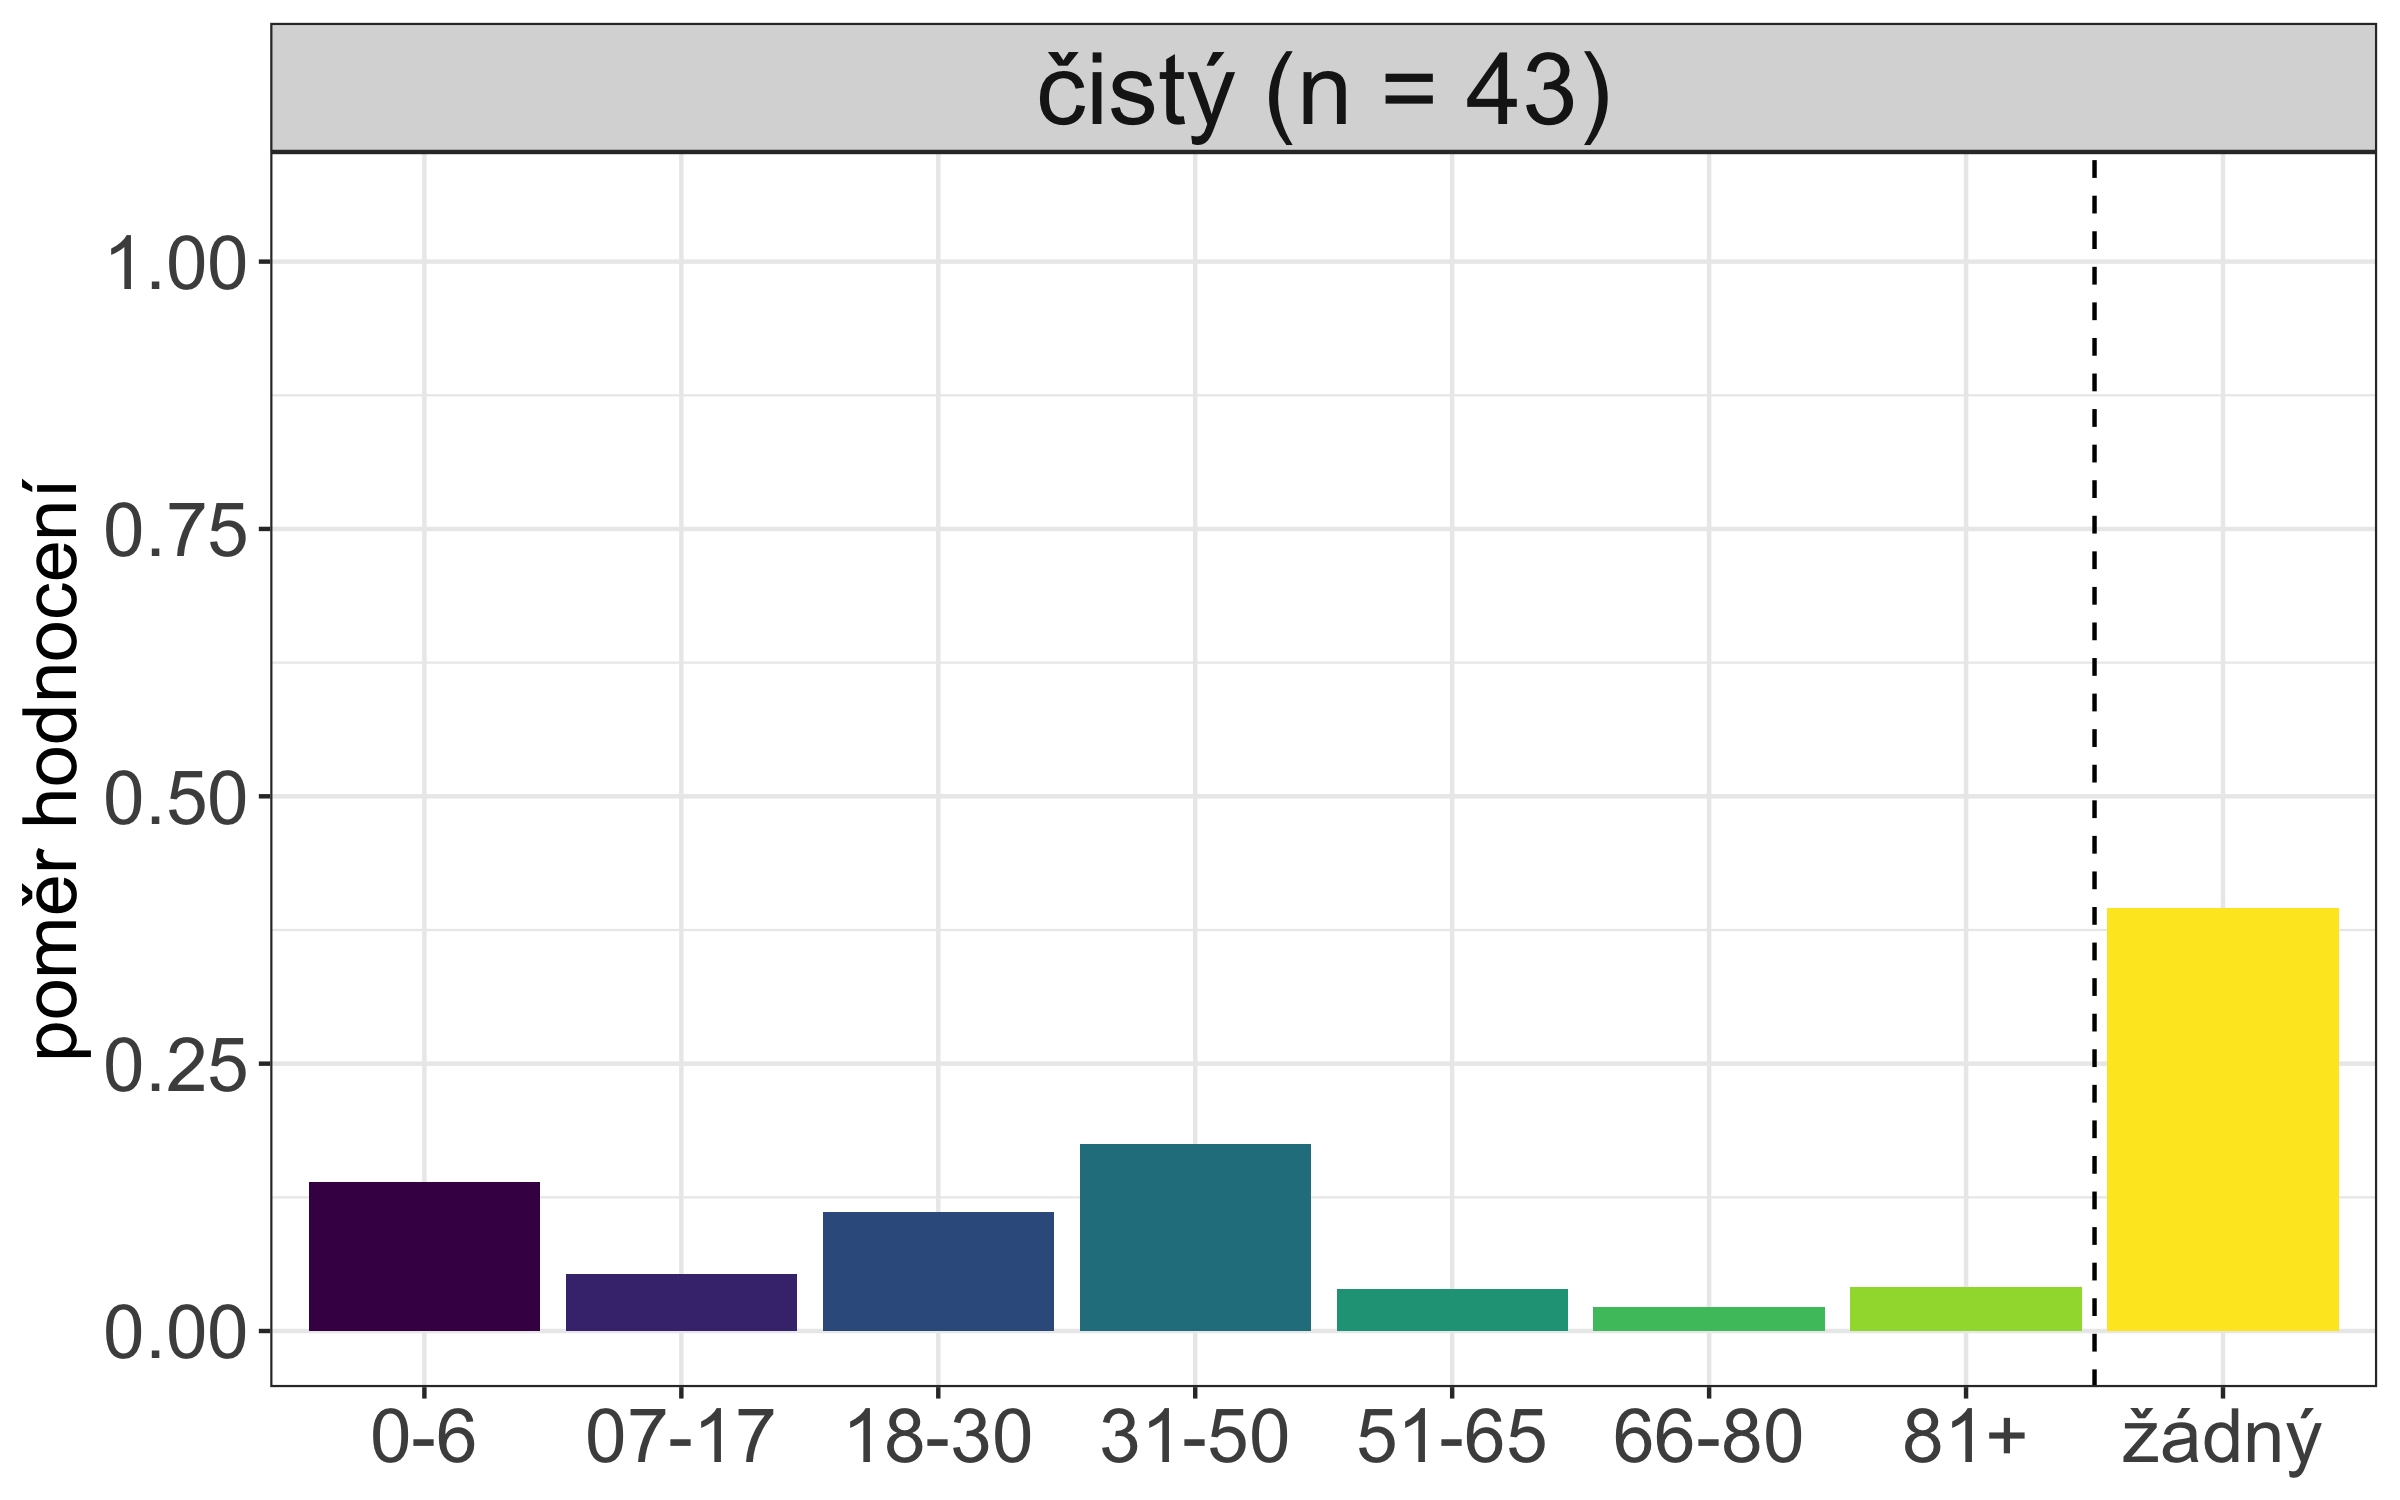 čistý (n = 43)
poměr hodnocení
1.00
0.75
0.50
0.25
0.00
0-6 07-17 18-30 31-50 51-65 66-80 81+ žádný